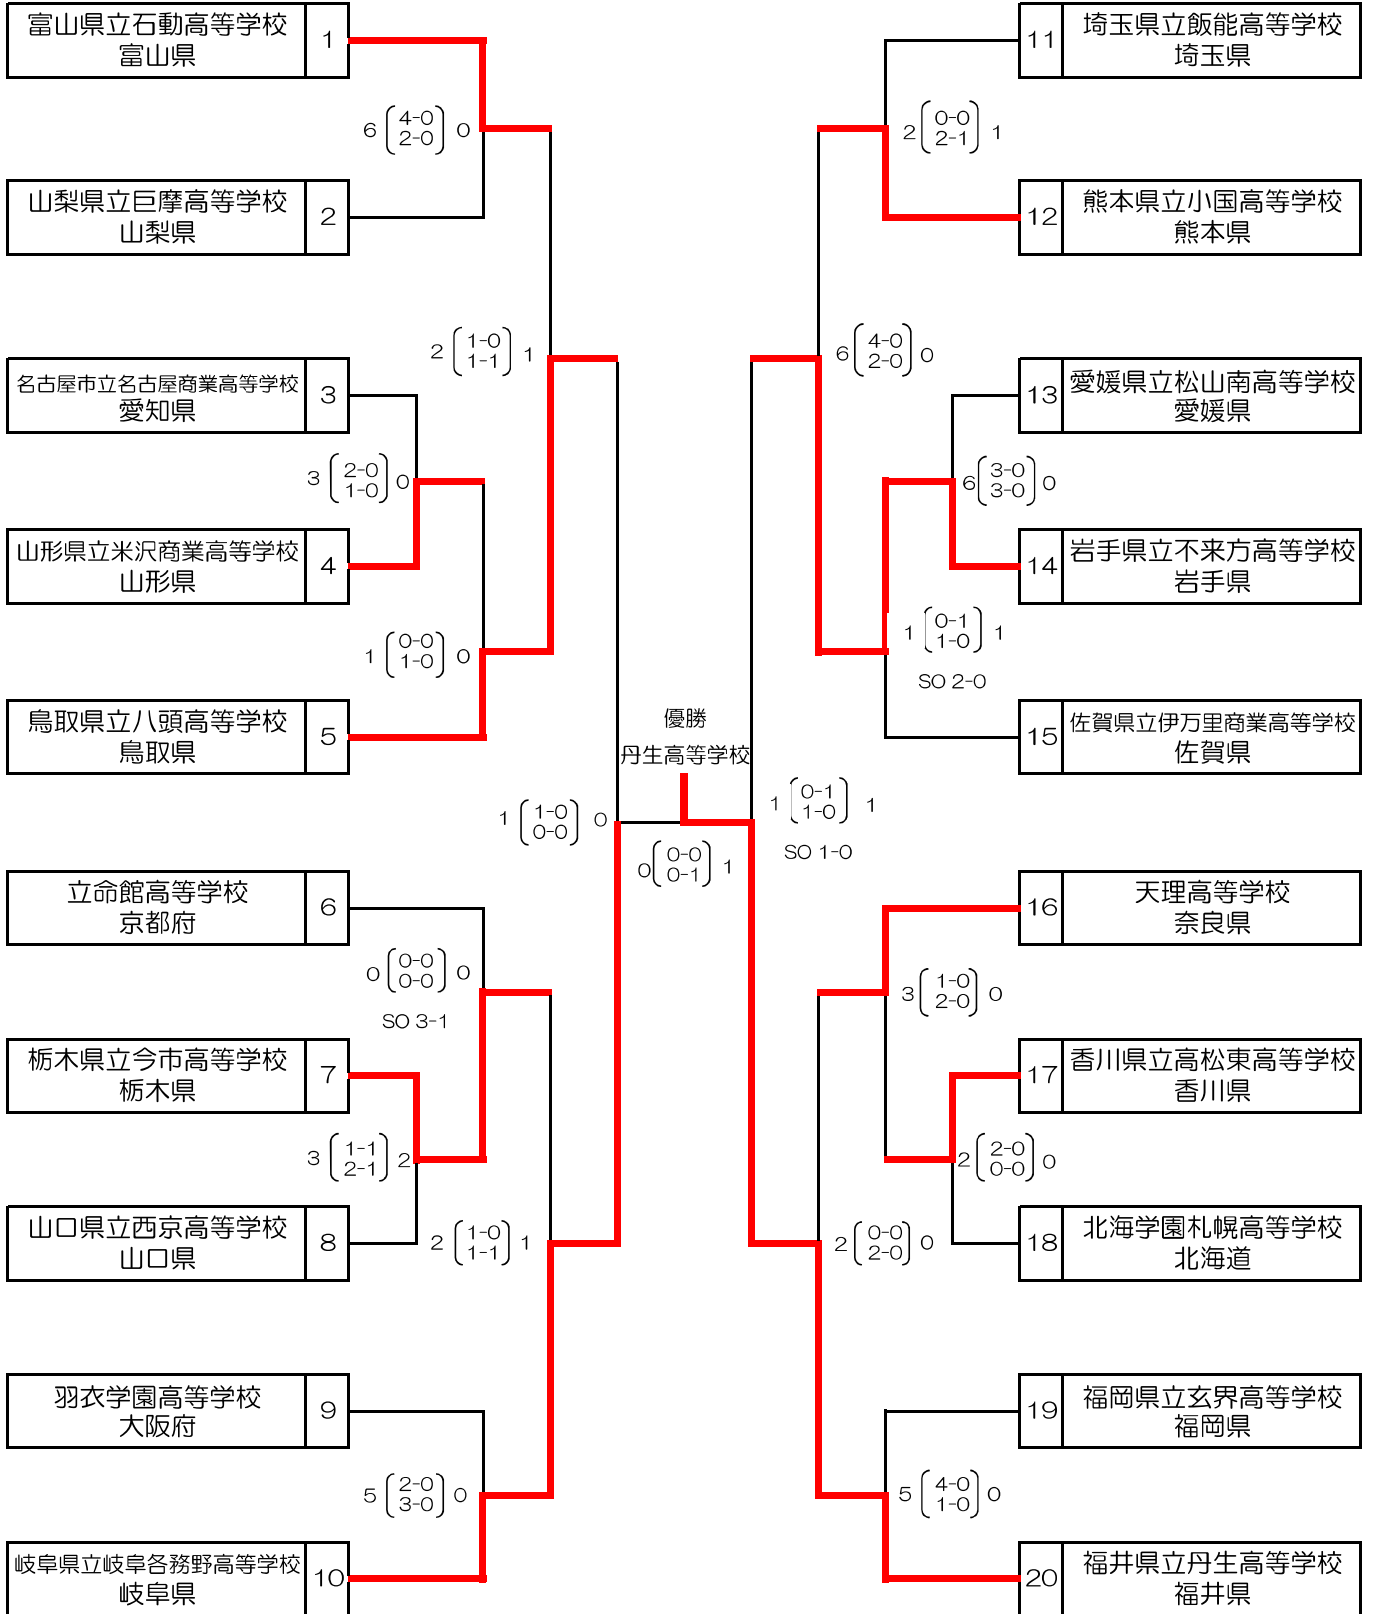 富山県立石動高等学校
富山県
1
6 4-0 0
2-0
山梨県立巨摩高等学校
山梨県
2
2 1-0 1
1-1
名古屋市立名古屋商業高等学校
愛知県
3
3 2-0 0
1-0
山形県立米沢商業高等学校
山形県
4
1 0-0 0
1-0
鳥取県立八頭高等学校
鳥取県
5
1 1-0 0
0-0
立命館高等学校
京都府
6
0 0-0 0
0-0
SO 3-1
栃木県立今市高等学校
栃木県
7
3 1-1 2
2-1
山口県立西京高等学校
山口県
8
2 1-0 1
1-1
羽衣学園高等学校
大阪府
9
5 2-0 0
3-0
岐阜県立岐阜各務野高等学校
岐阜県
10
優勝
丹生高等学校
0 0-0 1
0-1
11
埼玉県立飯能高等学校
埼玉県
2 0-0 1
2-1
12
熊本県立小国高等学校
熊本県
6 4-0 0
2-0
13
愛媛県立松山南高等学校
愛媛県
6 3-0 0
3-0
14
岩手県立不来方高等学校
岩手県
1 0-1 1
1-0
SO 2-0
15
佐賀県立伊万里商業高等学校
佐賀県
1 0-1 1
1-0
SO 1-0
16
天理高等学校
奈良県
3 1-0 0
2-0
17
香川県立高松東高等学校
香川県
2 2-0 0
0-0
18
北海学園札幌高等学校
北海道
2 0-0 0
2-0
19
福岡県立玄界高等学校
福岡県
5 4-0 0
1-0
20
福井県立丹生高等学校
福井県